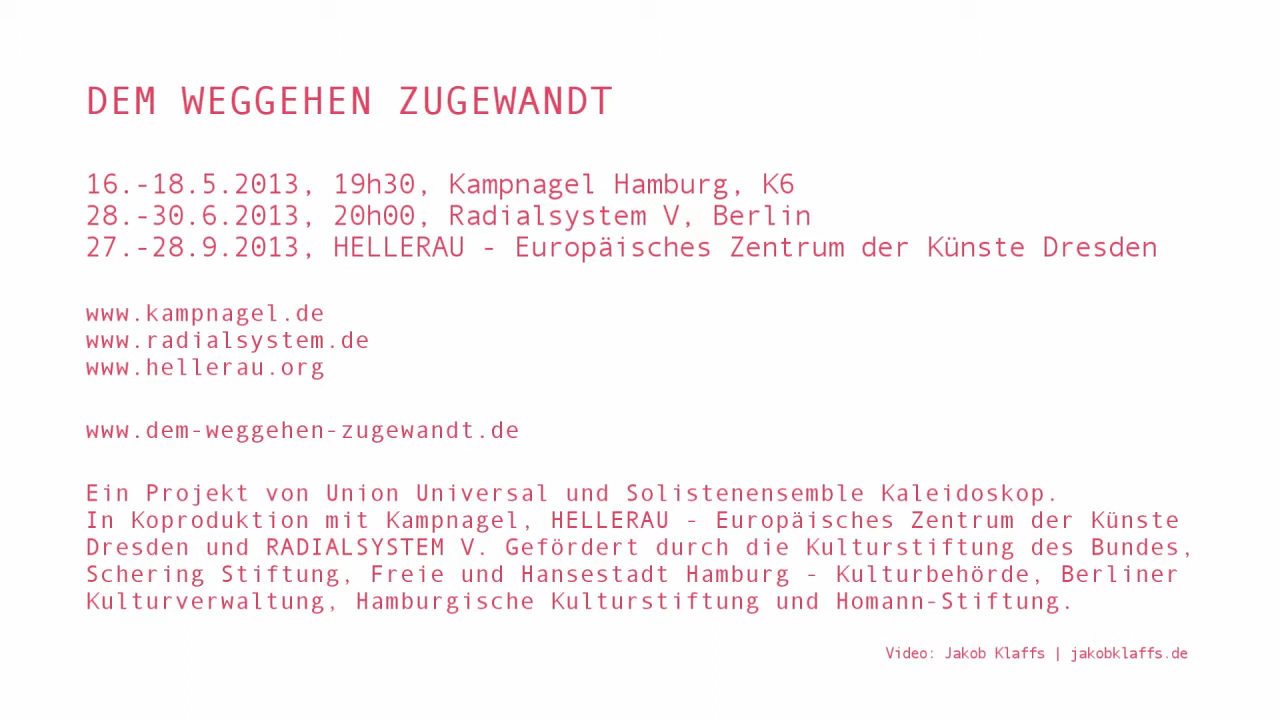 DEM WEGGEHEN ZUGEWANDT
16.-18.5.2013, 19h30, Kampnagel Hamburg, K6
28.-30.6.2013, 20h00, Radialsystem V, Berlin
27.-28.9.2013, HELLERAU - Europäisches Zentrum der Künste Dresden
www.kampnagel.de
www.radialsystem.de
www.hellerau.org
www.dem-weggehen-zugewandt.de
Ein Projekt von Union Universal und Solistenensemble Kaleidoskop.
In Koproduktion mit Kampnagel, HELLERAU - Europäisches Zentrum der Künste
Dresden und RADIALSYSTEM V. Gefördert durch die Kulturstiftung des Bundes,
Schering Stiftung, Freie und Hansestadt Hamburg - Kulturbehörde, Berliner
Kulturverwaltung, Hamburgische Kulturstiftung und Homann-Stiftung.
Video: Jakob Klaffs | jakobklaffs.de